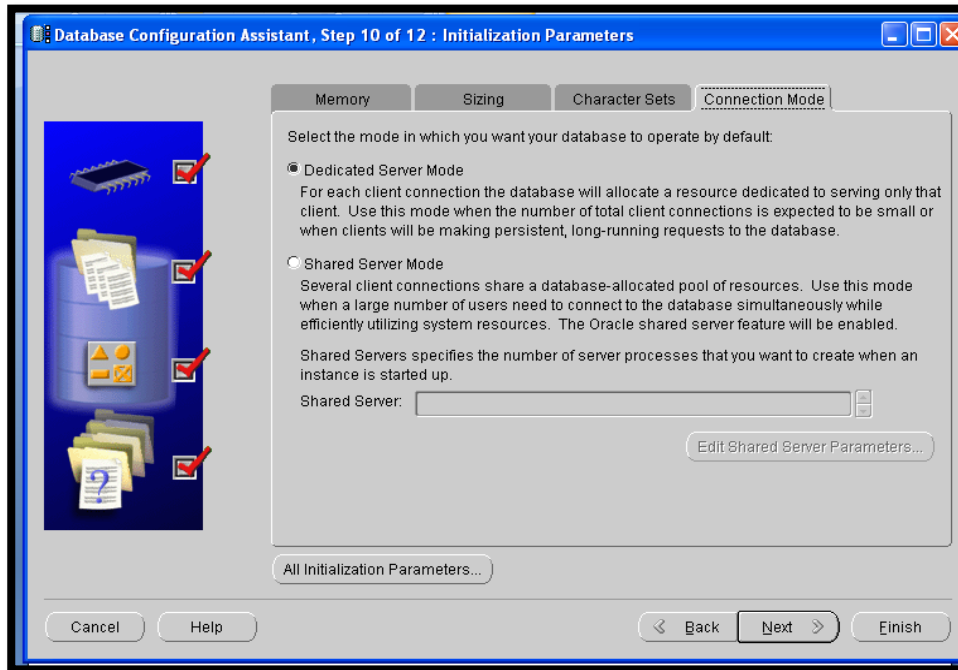 Database Configuration Assistant, Step 10 of 12 : Initialization Parameters
Memory
Sizing
Character Sets
Connection Mode
Select the mode in which you want your database to operate by default:
Dedicated Server Mode
For each client connection the database will allocate a resource dedicated to serving only that
client. Use this mode when the number of total client connections is expected to be small or
when clients will be making persistent, long-running requests to the database.
Shared Server Mode
Several client connections share a database-allocated pool of resources. Use this mode
when a large number of users need to connect to the database simultaneously while
efficiently utilizing system resources. The Oracle shared server feature will be enabled.
Shared Servers specifies the number of server processes that you want to create when an
instance is started up.
Shared Server:
Edit Shared Server Parameters...
?
All Initialization Parameters...
Cancel
Help
Back
Next
Finish